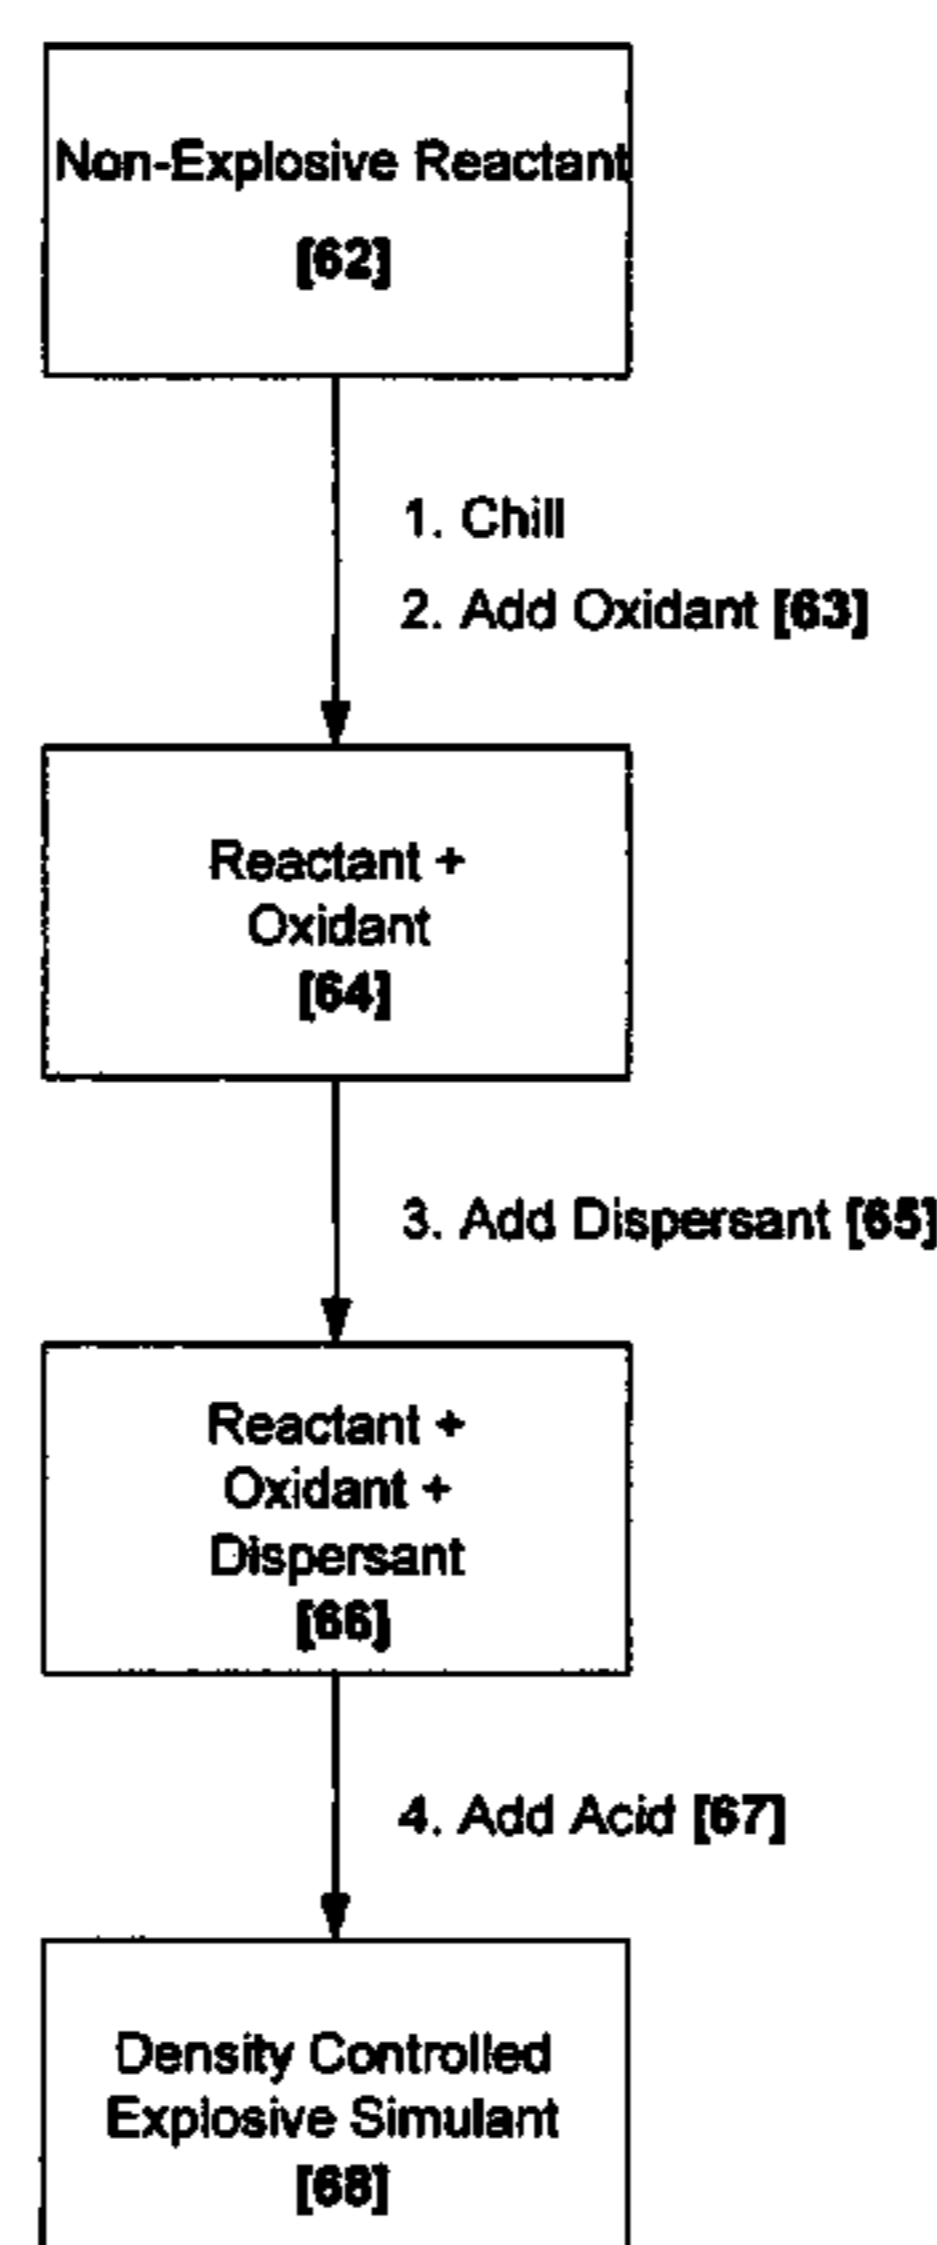 Non-Explosive Reactant
[62]
1. Chill
2. Add Oxidant [63]
Reactant +
Oxidant
[64]
3. Add Dispersant [65]
Reactant +
Oxidant +
Dispersant
[66]
4. Add Acid [67]
Density Controlled
Explosive Simulant
[68]